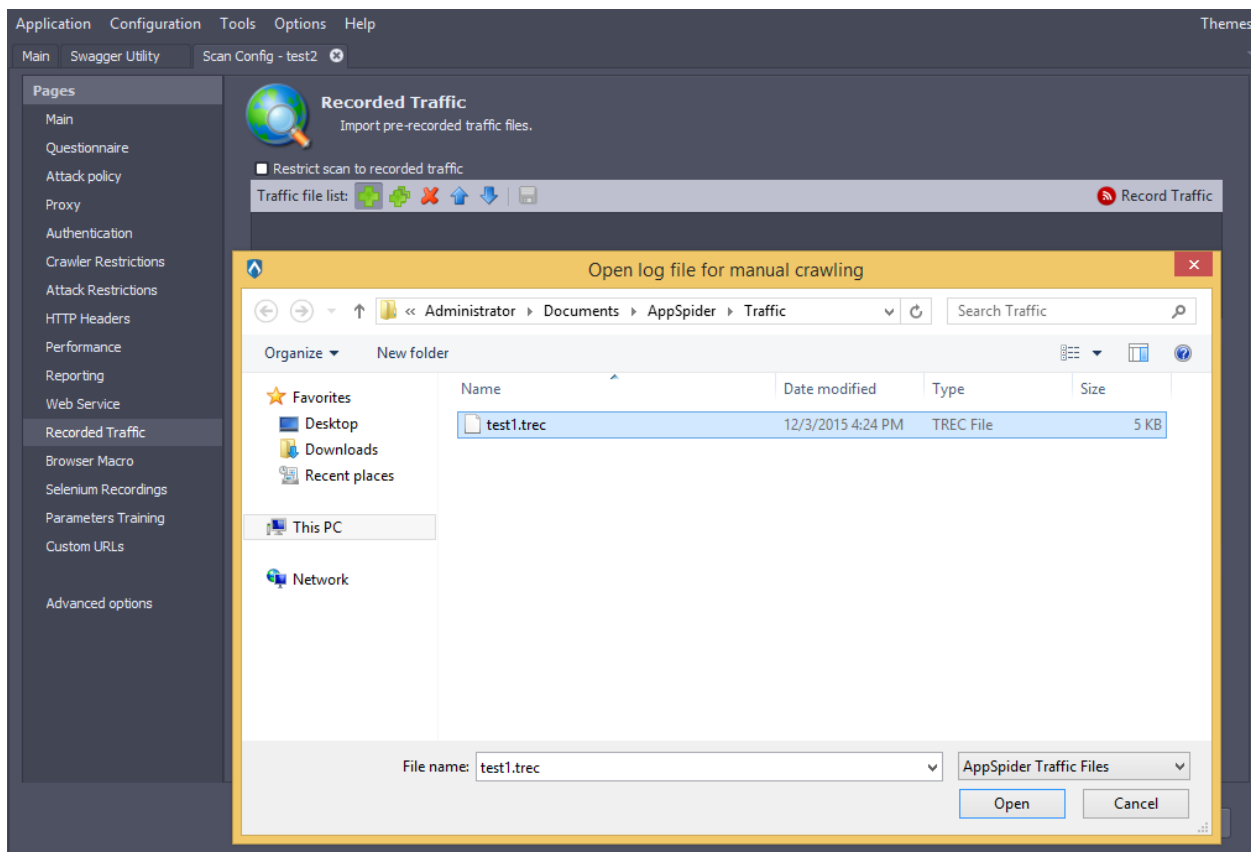 Application Configuration Tools Options Help Themes
Main Swagger Utility Scan Config - test2
Pages
Main
Questionnaire
Attack policy
Proxy
Authentication
Crawler Restrictions
Attack Restrictions
HTTP Headers
Performance
Reporting
Web Service
Recorded Traffic
Browser Macro
Selenium Recordings
Parameters Training
Custom URLs
Advanced options
Recorded Traffic
Import pre-recorded traffic files.
Restrict scan to recorded traffic
Traffic file list: Record Traffic
Open log file for manual crawling
« Administrator Documents AppSpider Traffic Search Traffic
Organize New folder
Favorites
Desktop
Downloads
Recent places
This PC
Network
Name Date modified Type Size
test1.trec 12/3/2015 4:24 PM TREC File 5 KB
File name: test1.trec AppSpider Traffic Files
Open Cancel